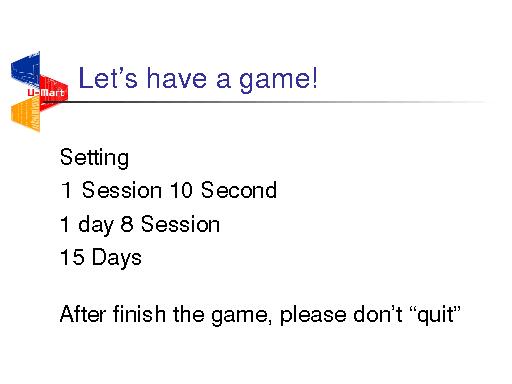 Let's have a game!
U-Mart
Setting
1 Session 10 Second
1 day 8 Session
15 Days
After finish the game, please don't “quit”